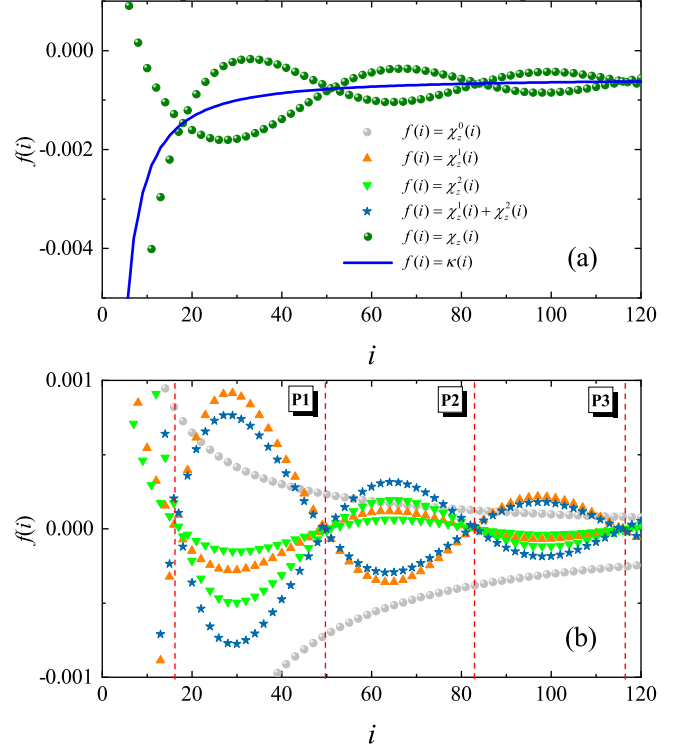 0.000
-0.002
-0.004
f(i)
f(i) = χ_z^0(i)
f(i) = χ_z^1(i)
f(i) = χ_z^2(i)
f(i) = χ_z^1(i) + χ_z^2(i)
f(i) = χ_z(i)
f(i) = κ(i)
(a)
0 20 40 60 80 100 120
i
0.001
0.000
-0.001
f(i)
P1 P2 P3
(b)
0 20 40 60 80 100 120
i